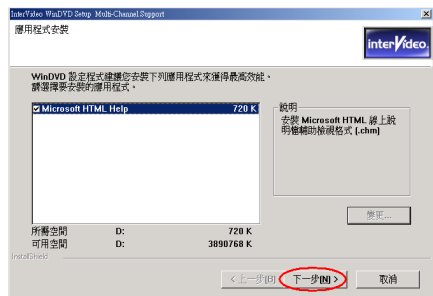 InterVideo WinDVD Setup Multi-Channel Support
應用程式安裝
interVideo.
WinDVD 設定程式建議您安裝下列應用程式來獲得最高效能。
請選擇要安裝的應用程式。
Microsoft HTML Help 720 K
說明
安裝 Microsoft HTML 線上說
明檔輔助檢視格式 (.chm)
變更...
所需空間 D: 720 K
可用空間 D: 3890768 K
InstallShield
< 上一步(B) 下一步(N) > 取消